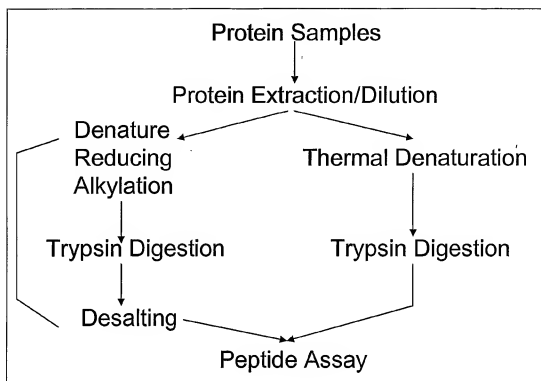 Protein Samples
Protein Extraction/Dilution
Denature
Reducing
Alkylation
Thermal Denaturation
Trypsin Digestion
Trypsin Digestion
Desalting
Peptide Assay